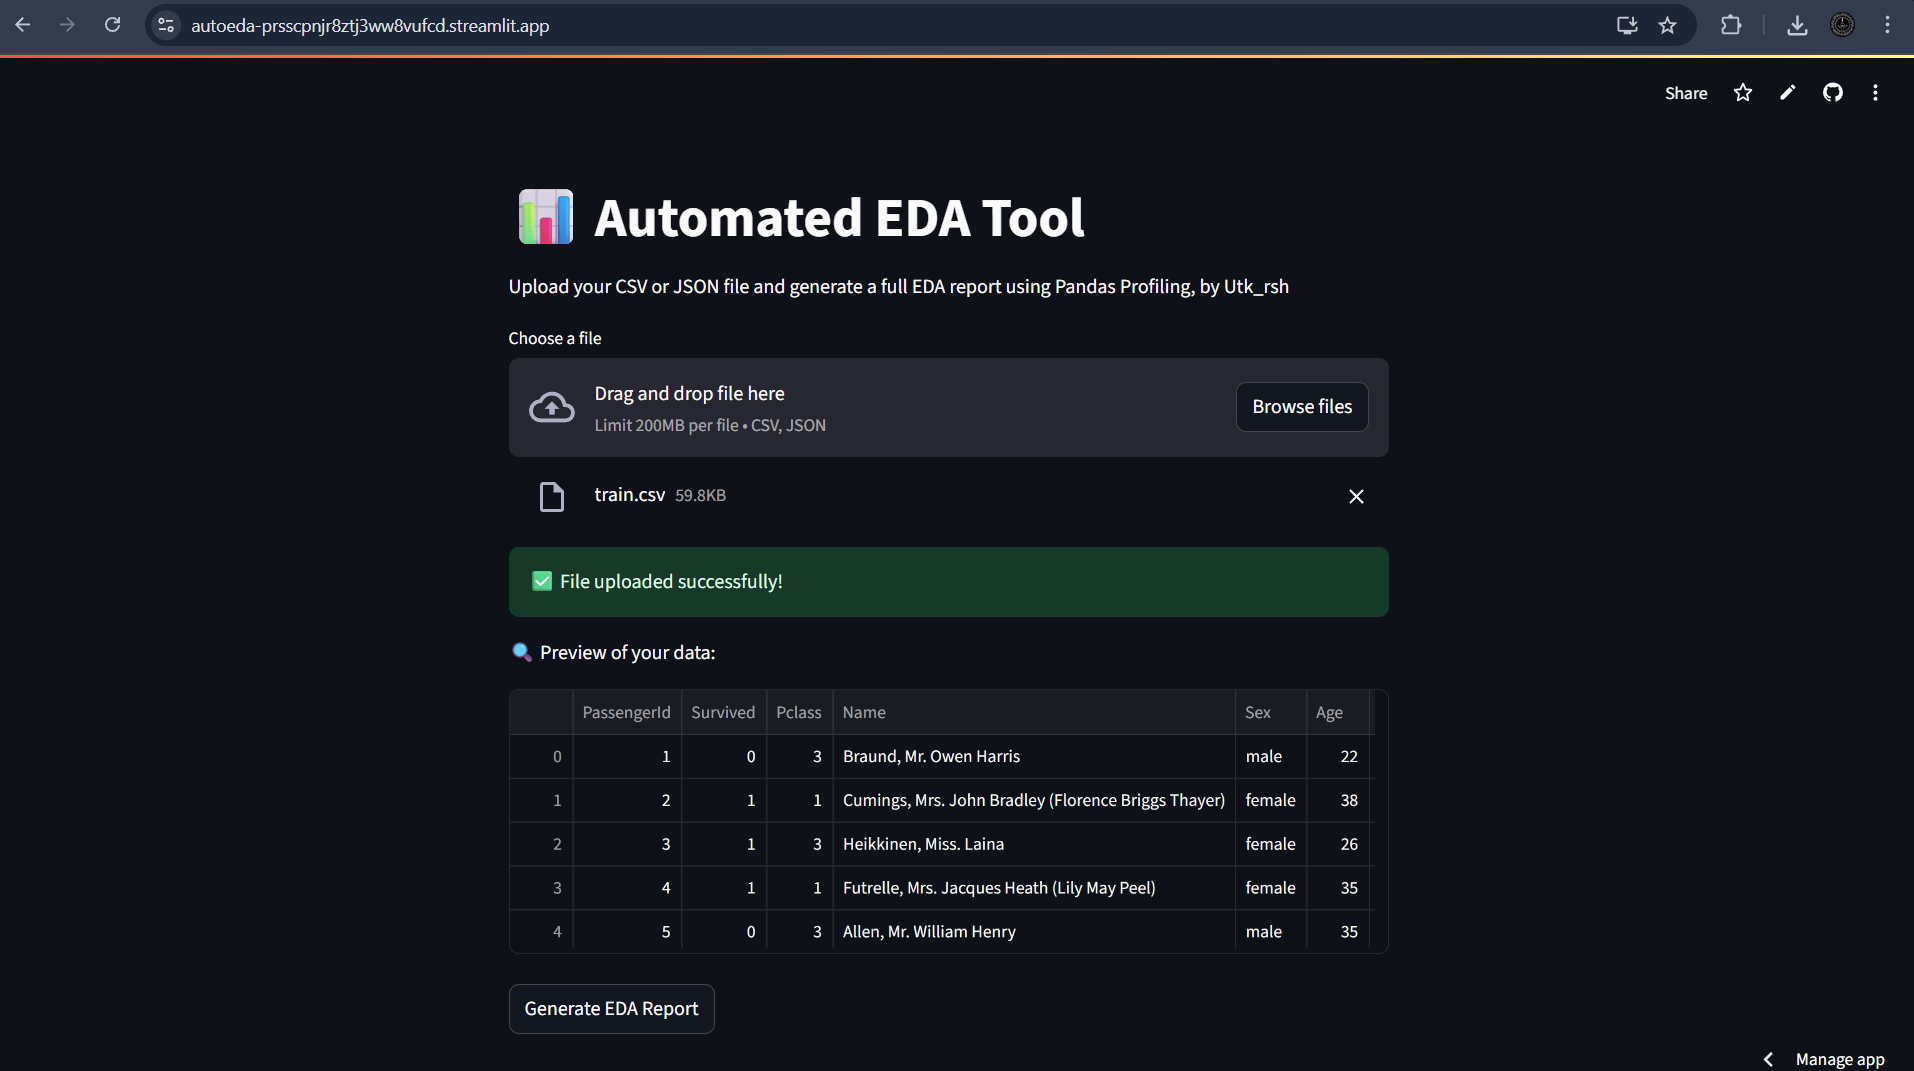 autoeda-prsscpnjr8ztj3ww8vufcd.streamlit.app
Share
Automated EDA Tool
Upload your CSV or JSON file and generate a full EDA report using Pandas Profiling, by Utk_rsh
Choose a file
Drag and drop file here
Limit 200MB per file • CSV, JSON
Browse files
train.csv 59.8KB
File uploaded successfully!
Preview of your data:
PassengerId Survived Pclass Name Sex Age
0 1 0 3 Braund, Mr. Owen Harris male 22
1 2 1 1 Cumings, Mrs. John Bradley (Florence Briggs Thayer) female 38
2 3 1 3 Heikkinen, Miss. Laina female 26
3 4 1 1 Futrelle, Mrs. Jacques Heath (Lily May Peel) female 35
4 5 0 3 Allen, Mr. William Henry male 35
Generate EDA Report
Manage app